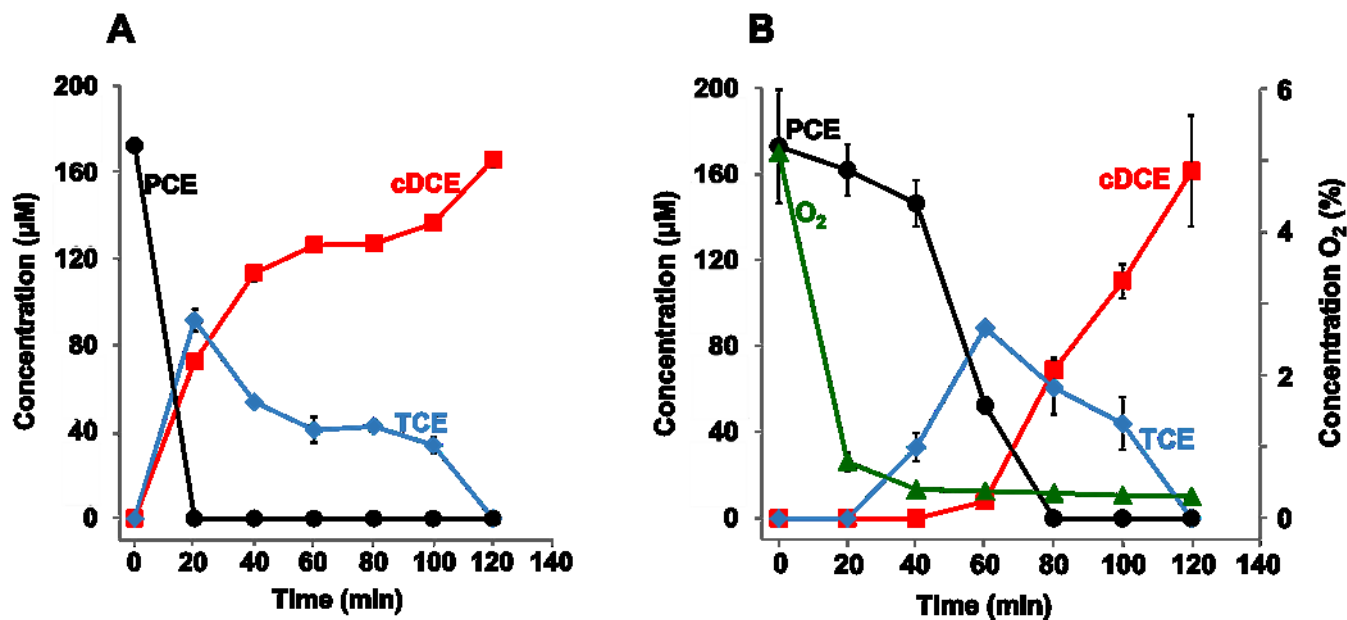 A
Concentration (µM)
200
160
120
80
40
0
PCE
cDCE
TCE
0 20 40 60 80 100 120 140
Time (min)
B
Concentration (µM)
200
160
120
80
40
0
PCE
O₂
cDCE
TCE
6
4
2
0
Concentration O₂ (%)
0 20 40 60 80 100 120 140
Time (min)